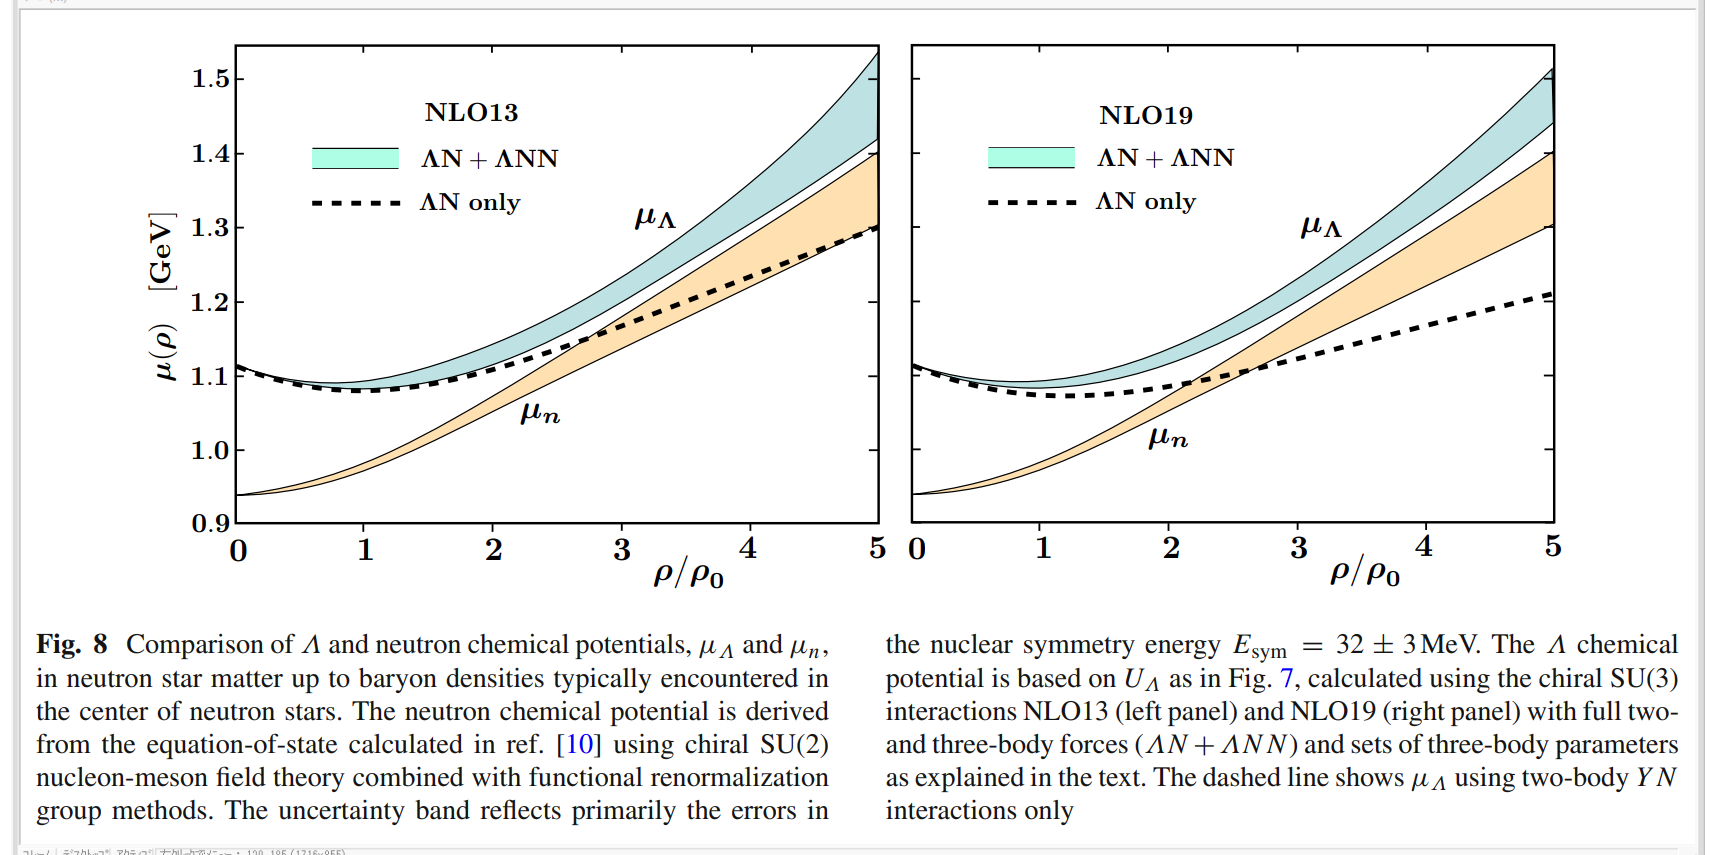 1.5
1.4
1.3
1.2
1.1
1.0
0.9
μ(ρ) [GeV]
NLO13
ΛN + ΛNN
ΛN only
μΛ
μn
0 1 2 3 4 5
ρ/ρ0
NLO19
ΛN + ΛNN
ΛN only
μΛ
μn
0 1 2 3 4 5
ρ/ρ0
Fig. 8 Comparison of Λ and neutron chemical potentials, μΛ and μn,
in neutron star matter up to baryon densities typically encountered in
the center of neutron stars. The neutron chemical potential is derived
from the equation-of-state calculated in ref. [10] using chiral SU(2)
nucleon-meson field theory combined with functional renormalization
group methods. The uncertainty band reflects primarily the errors in
the nuclear symmetry energy Esym = 32 ± 3 MeV. The Λ chemical
potential is based on UΛ as in Fig. 7, calculated using the chiral SU(3)
interactions NLO13 (left panel) and NLO19 (right panel) with full two-
and three-body forces (ΛN + ΛNN) and sets of three-body parameters
as explained in the text. The dashed line shows μΛ using two-body YN
interactions only